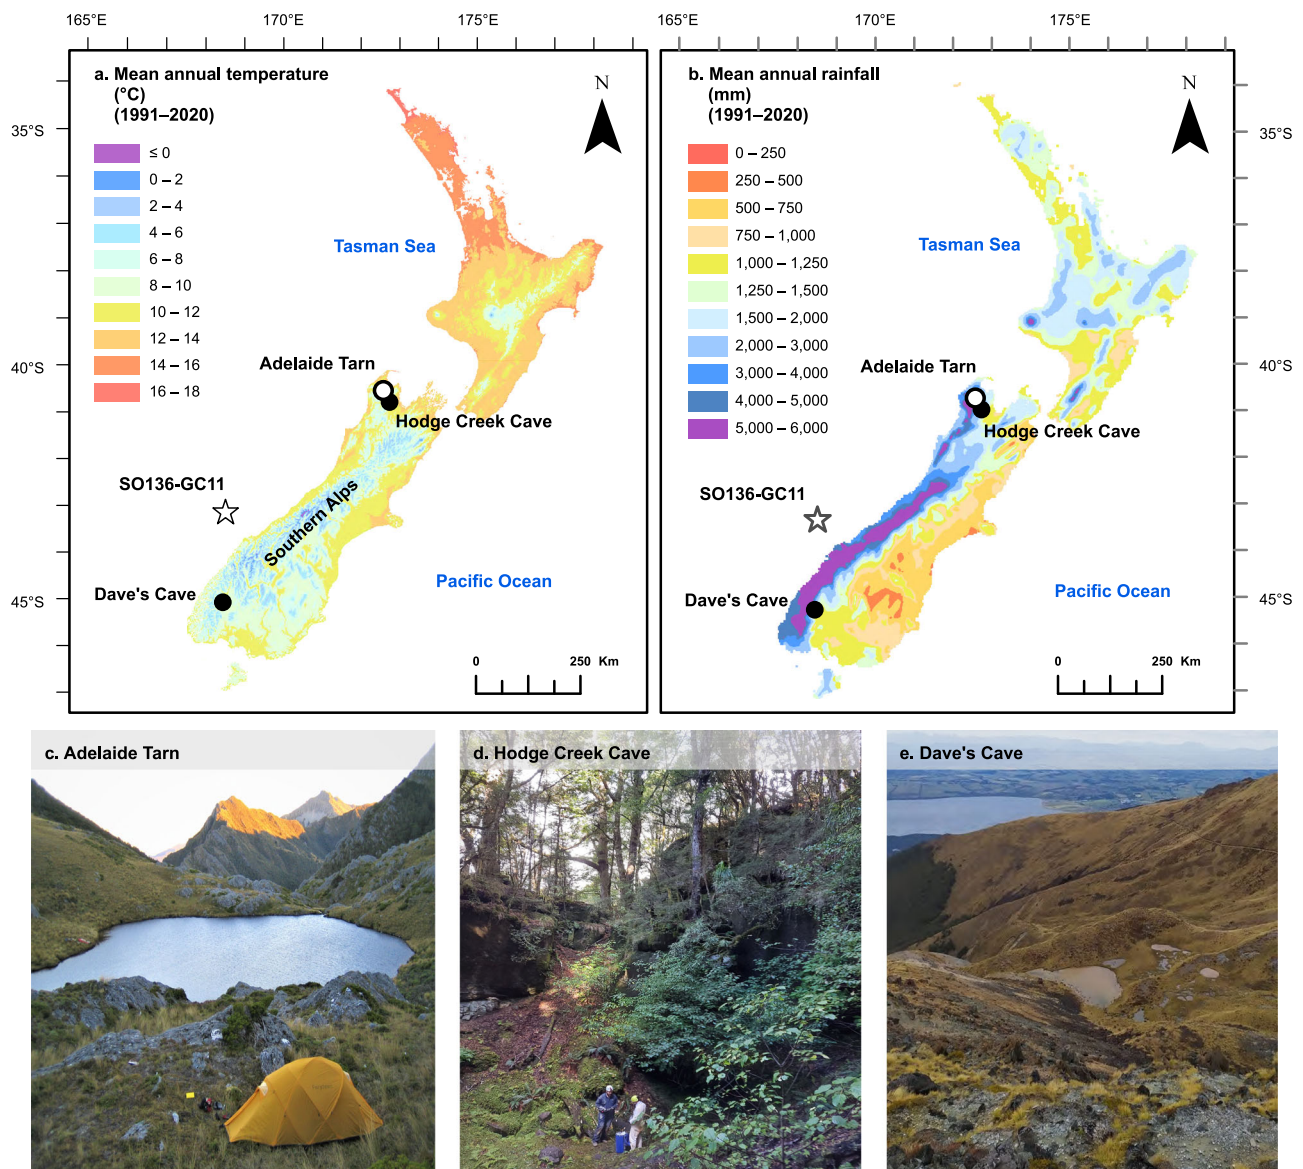 165°E 170°E 175°E
165°E 170°E 175°E
a. Mean annual temperature
(°C)
(1991–2020)
N
35°S
≤ 0
0 – 2
2 – 4
4 – 6
6 – 8
8 – 10
10 – 12
12 – 14
14 – 16
16 – 18
Tasman Sea
40°S
Adelaide Tarn
Hodge Creek Cave
SO136-GC11
Southern Alps
Dave's Cave
Pacific Ocean
45°S
0 250 Km
b. Mean annual rainfall
(mm)
(1991–2020)
N
35°S
0 – 250
250 – 500
500 – 750
750 – 1,000
1,000 – 1,250
1,250 – 1,500
1,500 – 2,000
2,000 – 3,000
3,000 – 4,000
4,000 – 5,000
5,000 – 6,000
Tasman Sea
40°S
Adelaide Tarn
Hodge Creek Cave
SO136-GC11
Dave's Cave
Pacific Ocean
45°S
0 250 Km
c. Adelaide Tarn
d. Hodge Creek Cave
e. Dave's Cave